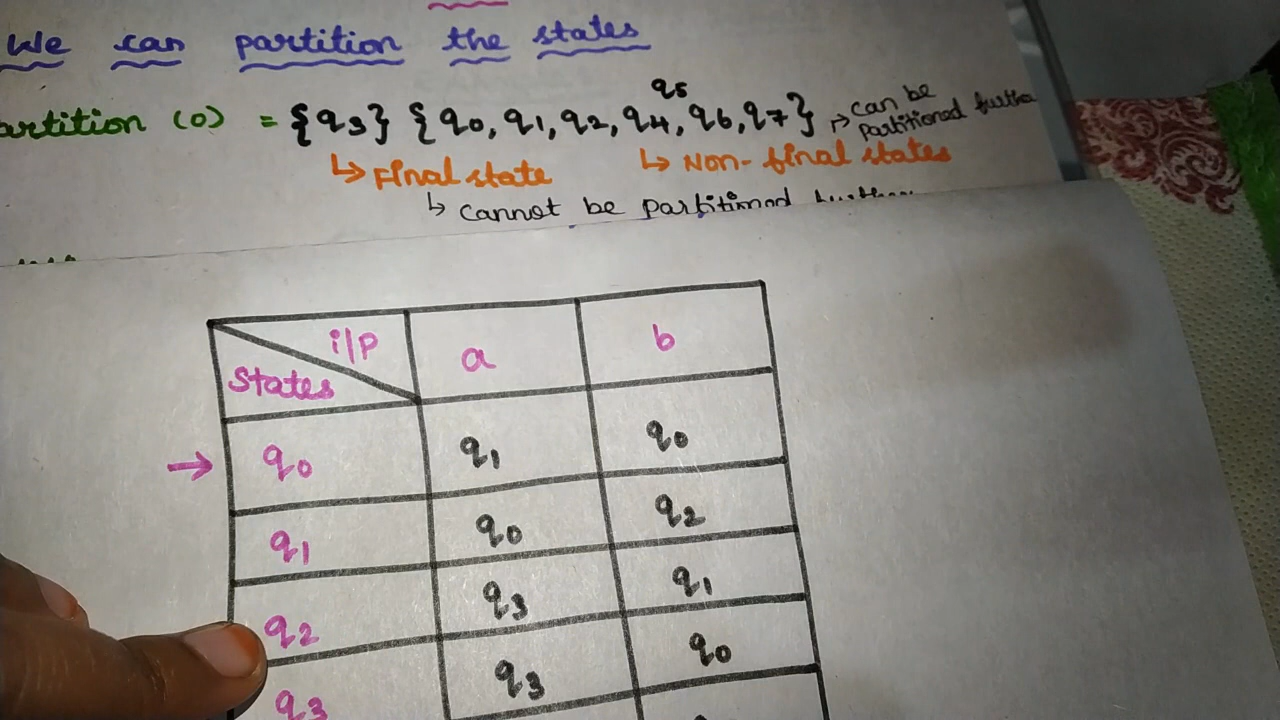 We can partition the states
artition (0) = {q3} {q0, q1, q2, q4, q5, q6, q7} ↱ can be
partitioned furthe
↳ Final state ↳ Non-final states
↳ cannot be partitioned
States i/p a b
→ q0 q1 q0
q1 q0 q2
q2 q3 q1
q3 q3 q0